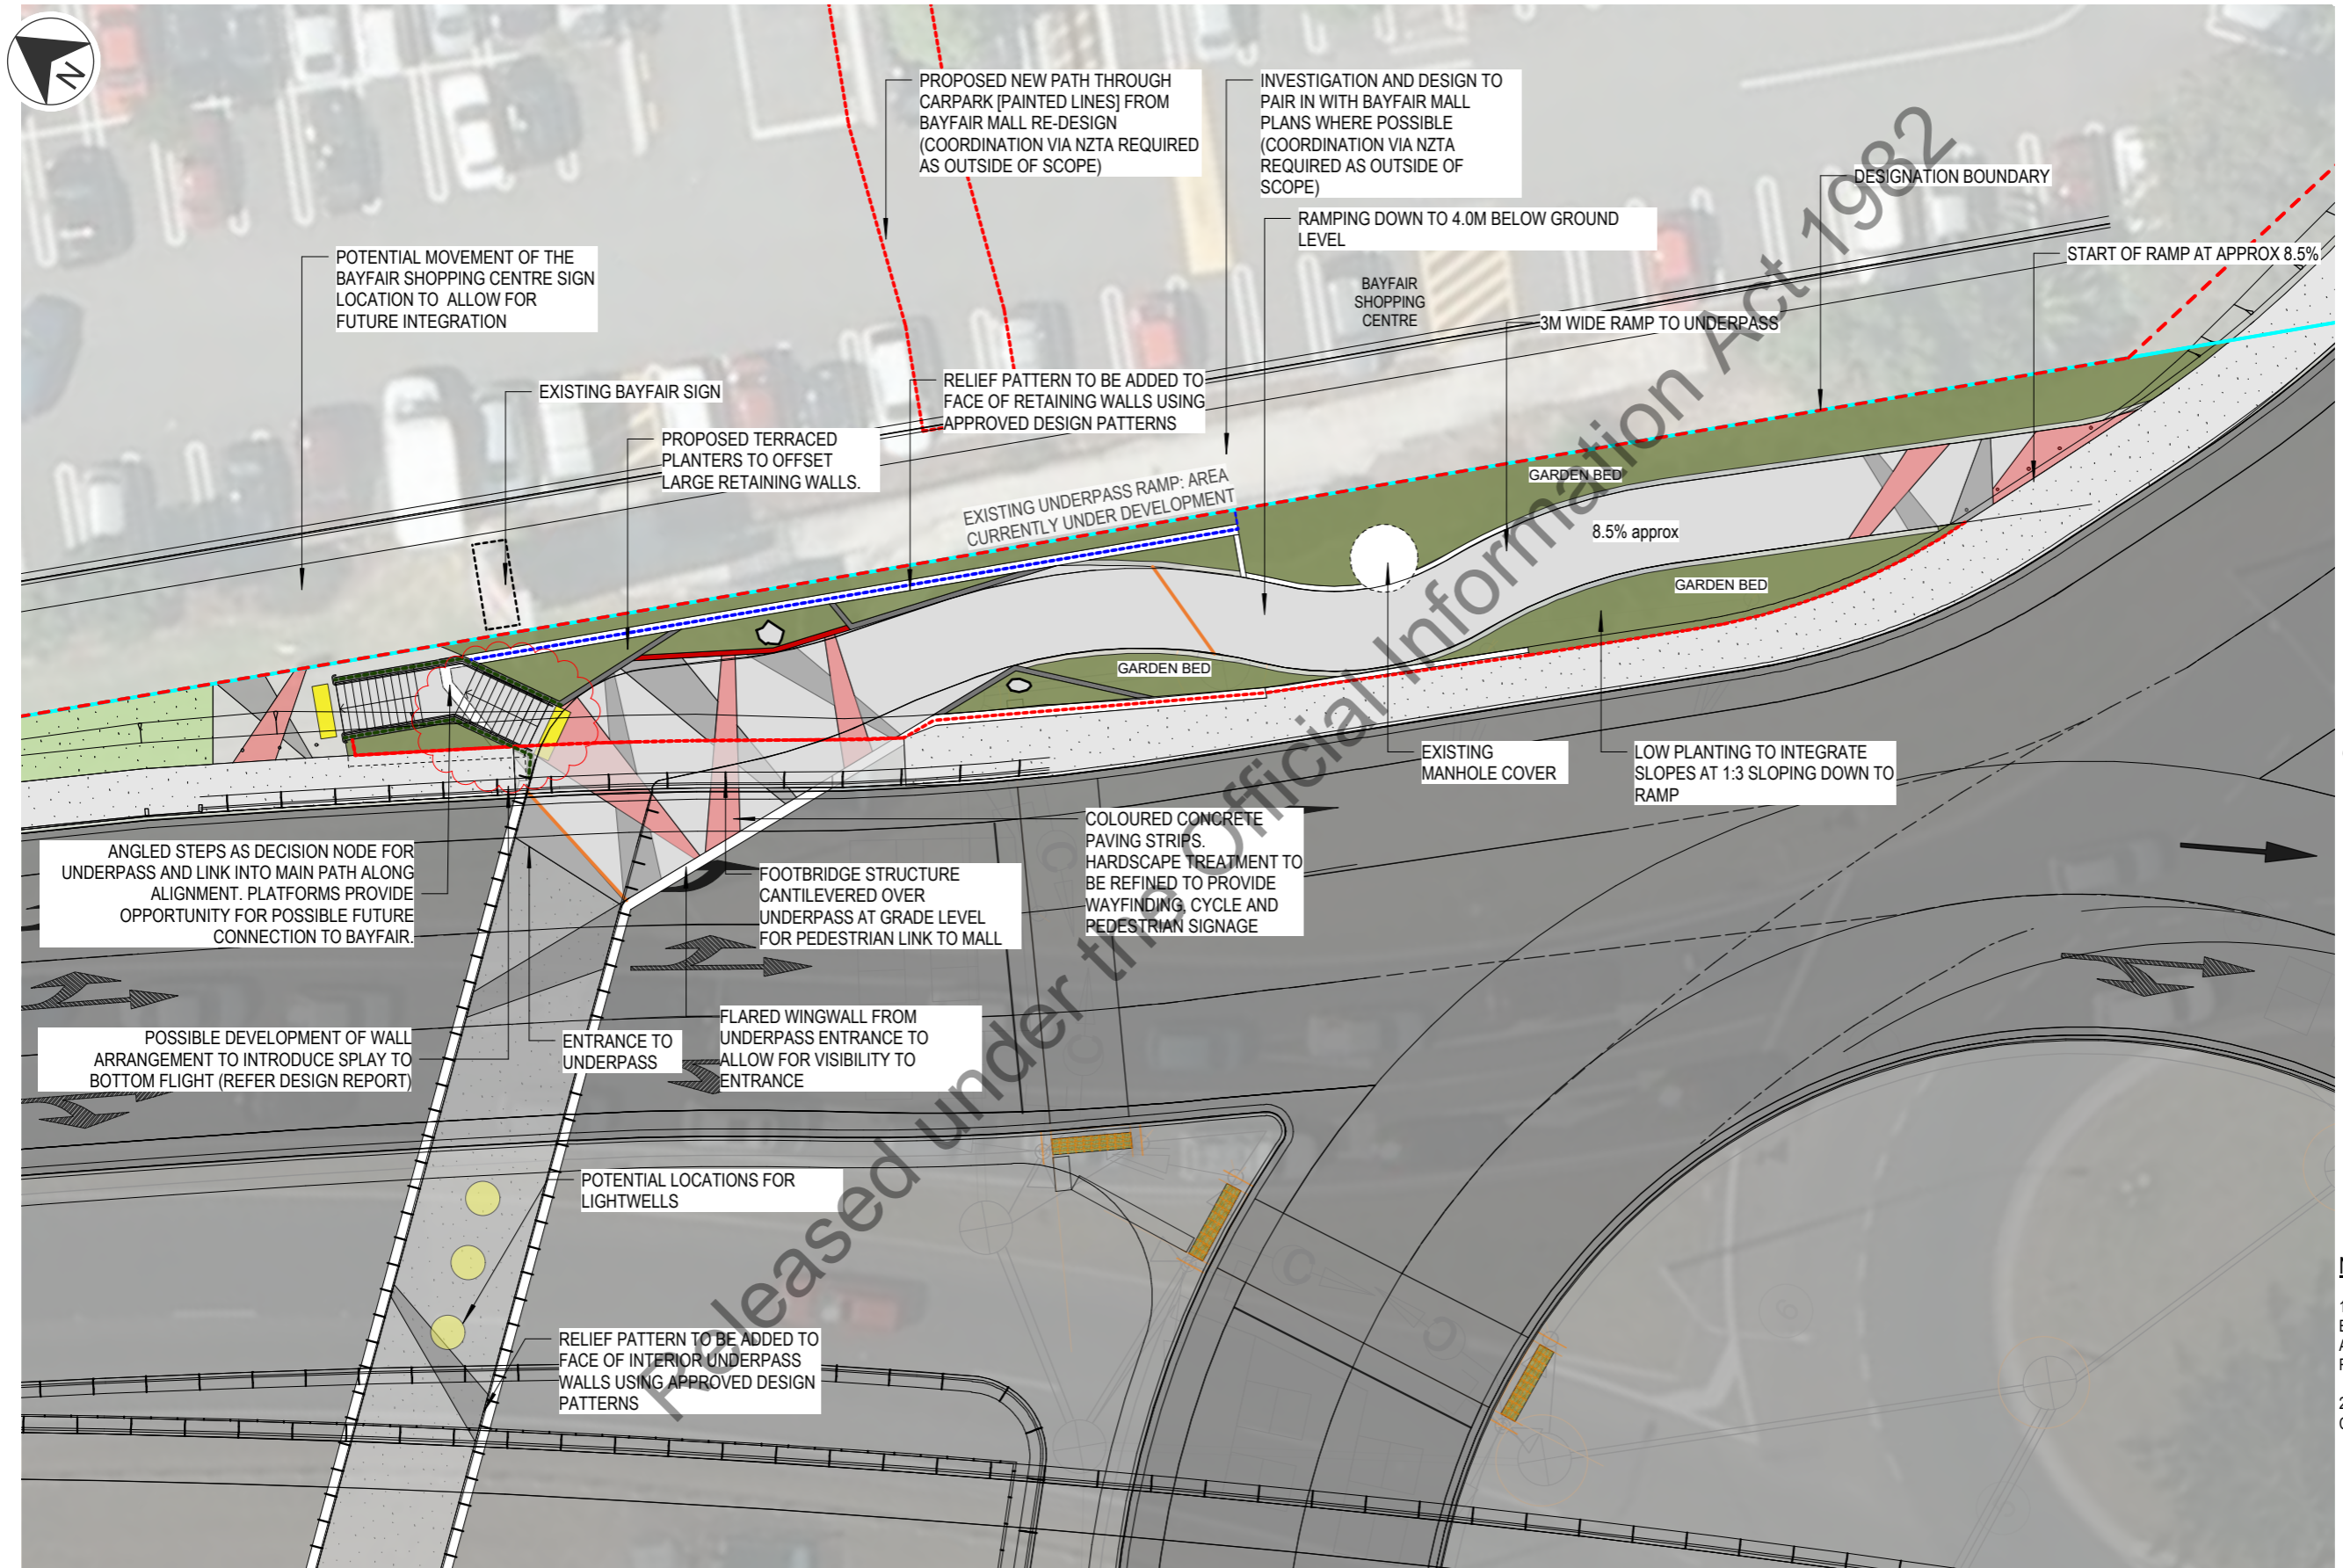 N
PROPOSED NEW PATH THROUGH
CARPARK [PAINTED LINES] FROM
BAYFAIR MALL RE-DESIGN
(COORDINATION VIA NZTA REQUIRED
AS OUTSIDE OF SCOPE)
INVESTIGATION AND DESIGN TO
PAIR IN WITH BAYFAIR MALL
PLANS WHERE POSSIBLE
(COORDINATION VIA NZTA
REQUIRED AS OUTSIDE OF
SCOPE)
DESIGNATION BOUNDARY
RAMPING DOWN TO 4.0M BELOW GROUND
LEVEL
START OF RAMP AT APPROX 8.5%
POTENTIAL MOVEMENT OF THE
BAYFAIR SHOPPING CENTRE SIGN
LOCATION TO ALLOW FOR
FUTURE INTEGRATION
BAYFAIR
SHOPPING
CENTRE
3M WIDE RAMP TO UNDERPASS
EXISTING BAYFAIR SIGN
RELIEF PATTERN TO BE ADDED TO
FACE OF RETAINING WALLS USING
APPROVED DESIGN PATTERNS
PROPOSED TERRACED
PLANTERS TO OFFSET
LARGE RETAINING WALLS.
EXISTING UNDERPASS RAMP: AREA
CURRENTLY UNDER DEVELOPMENT
GARDEN BED
8.5% approx
GARDEN BED
GARDEN BED
EXISTING
MANHOLE COVER
LOW PLANTING TO INTEGRATE
SLOPES AT 1:3 SLOPING DOWN TO
RAMP
COLOURED CONCRETE
PAVING STRIPS.
HARDSCAPE TREATMENT TO
BE REFINED TO PROVIDE
WAYFINDING, CYCLE AND
PEDESTRIAN SIGNAGE
ANGLED STEPS AS DECISION NODE FOR
UNDERPASS AND LINK INTO MAIN PATH ALONG
ALIGNMENT. PLATFORMS PROVIDE
OPPORTUNITY FOR POSSIBLE FUTURE
CONNECTION TO BAYFAIR.
FOOTBRIDGE STRUCTURE
CANTILEVERED OVER
UNDERPASS AT GRADE LEVEL
FOR PEDESTRIAN LINK TO MALL
POSSIBLE DEVELOPMENT OF WALL
ARRANGEMENT TO INTRODUCE SPLAY TO
BOTTOM FLIGHT (REFER DESIGN REPORT)
ENTRANCE TO
UNDERPASS
FLARED WINGWALL FROM
UNDERPASS ENTRANCE TO
ALLOW FOR VISIBILITY TO
ENTRANCE
POTENTIAL LOCATIONS FOR
LIGHTWELLS
RELIEF PATTERN TO BE ADDED TO
FACE OF INTERIOR UNDERPASS
WALLS USING APPROVED DESIGN
PATTERNS
Released under the Official Information Act 1982